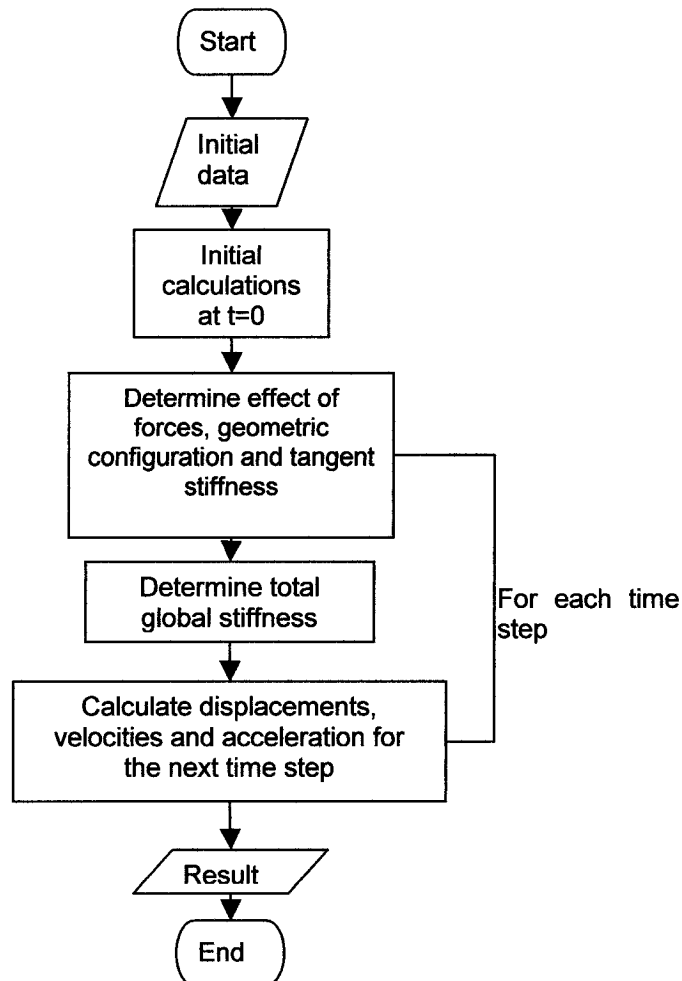 Start
Initial
data
Initial
calculations
at t=0
Determine effect of
forces, geometric
configuration and tangent
stiffness
Determine total
global stiffness
For each time
step
Calculate displacements,
velocities and acceleration for
the next time step
Result
End